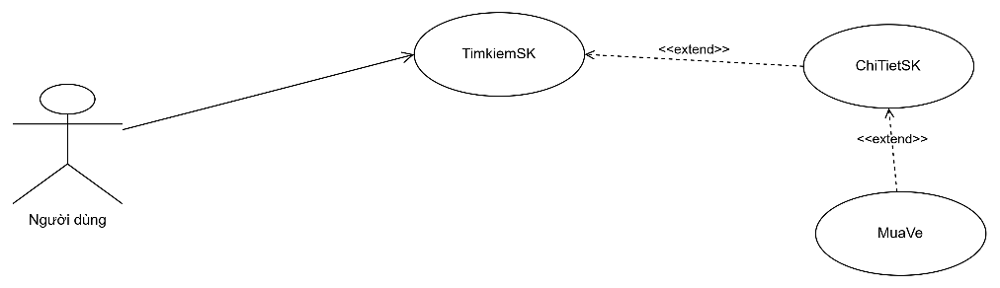 TimkiemSK
<<extend>>
ChiTietSK
<<extend>>
Người dùng
MuaVe